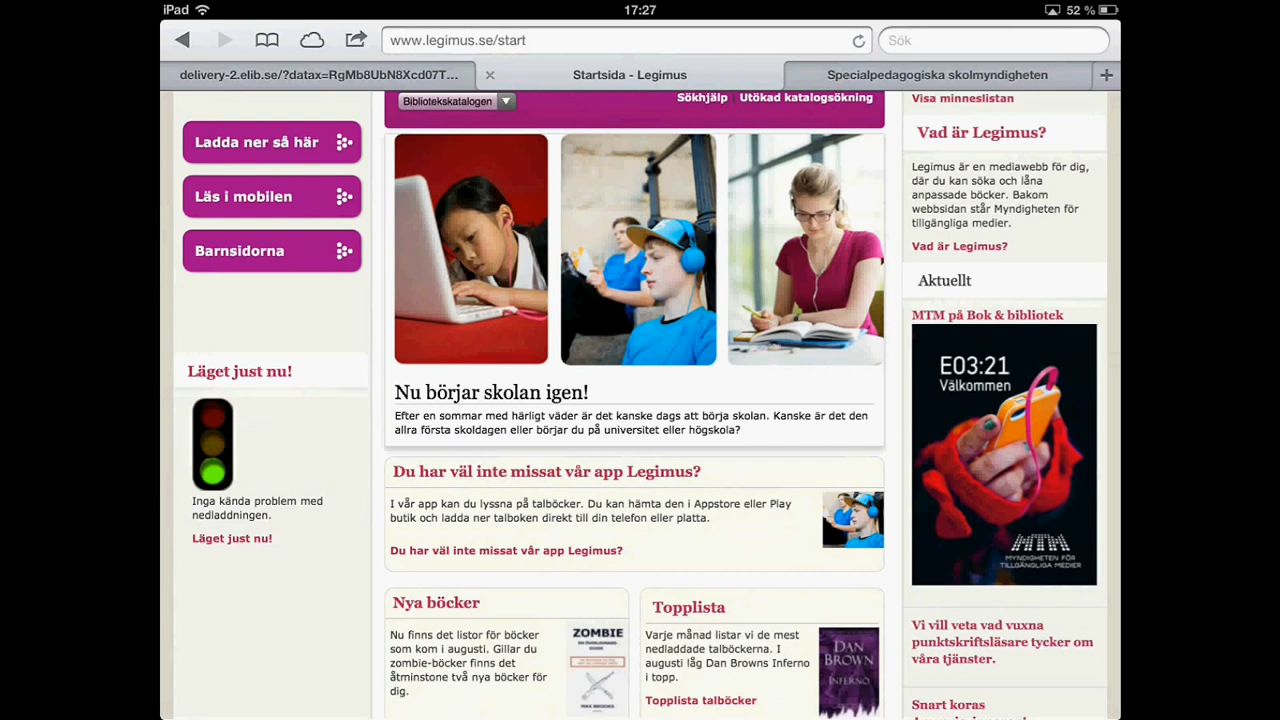 iPad
17:27
52 %
www.legimus.se/start
Sök
delivery-2.elib.se/?datax=RgMb8UbN8Xcd07T...
Startsida - Legimus
Specialpedagogiska skolmyndigheten
Bibliotekskatalogen
Sökhjälp
Utökad katalogsökning
Ladda ner så här
Läs i mobilen
Barnsidorna
Läget just nu!
Inga kända problem med
nedladdningen.
Läget just nu!
Nu börjar skolan igen!
Efter en sommar med härligt väder är det kanske dags att börja skolan. Kanske är det den
allra första skoldagen eller börjar du på universitet eller högskola?
Du har väl inte missat vår app Legimus?
I vår app kan du lyssna på talböcker. Du kan hämta den i Appstore eller Play
butik och ladda ner talboken direkt till din telefon eller platta.
Du har väl inte missat vår app Legimus?
Nya böcker
Nu finns det listor för böcker
som kom i augusti. Gillar du
zombie-böcker finns det
åtminstone två nya böcker för
dig.
ZOMBIE
MAX BROOKS
Topplista
Varje månad listar vi de mest
nedladdade talböckerna. I
augusti låg Dan Browns Inferno
i topp.
Topplista talböcker
DAN
BROWN
INFERNO
Visa minneslistan
Vad är Legimus?
Legimus är en mediawebb för dig,
där du kan söka och låna
anpassade böcker. Bakom
webbsidan står Myndigheten för
tillgängliga medier.
Vad är Legimus?
Aktuellt
MTM på Bok & bibliotek
E03:21
Välkommen
MTM
MYNDIGHETEN FÖR
TILLGÄNGLIGA MEDIER
Vi vill veta vad vuxna
punktskriftsläsare tycker om
våra tjänster.
Snart koras